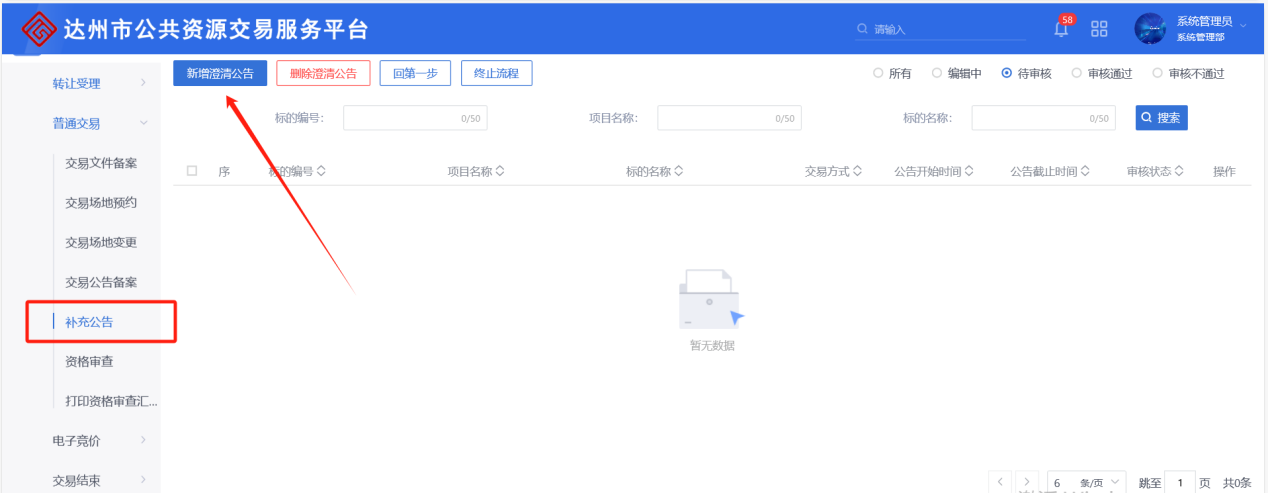 达州市公共资源交易服务平台
请输入
58
系统管理员
系统管理部
转让受理
普通交易
交易文件备案
交易场地预约
交易场地变更
交易公告备案
补充公告
资格审查
打印资格审查汇...
电子竞价
交易结束
新增澄清公告 删除澄清公告 回第一步 终止流程
所有 编辑中 待审核 审核通过 审核不通过
标的编号: 0/50 项目名称: 0/50 标的名称: 0/50 搜索
序 标的编号 项目名称 标的名称 交易方式 公告开始时间 公告截止时间 审核状态 操作
暂无数据
6 条/页 跳至 1 页 共0条